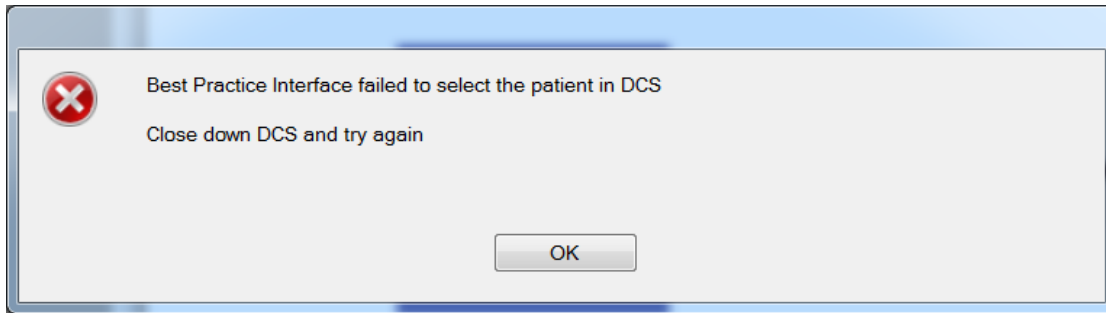 Best Practice Interface failed to select the patient in DCS
Close down DCS and try again
OK